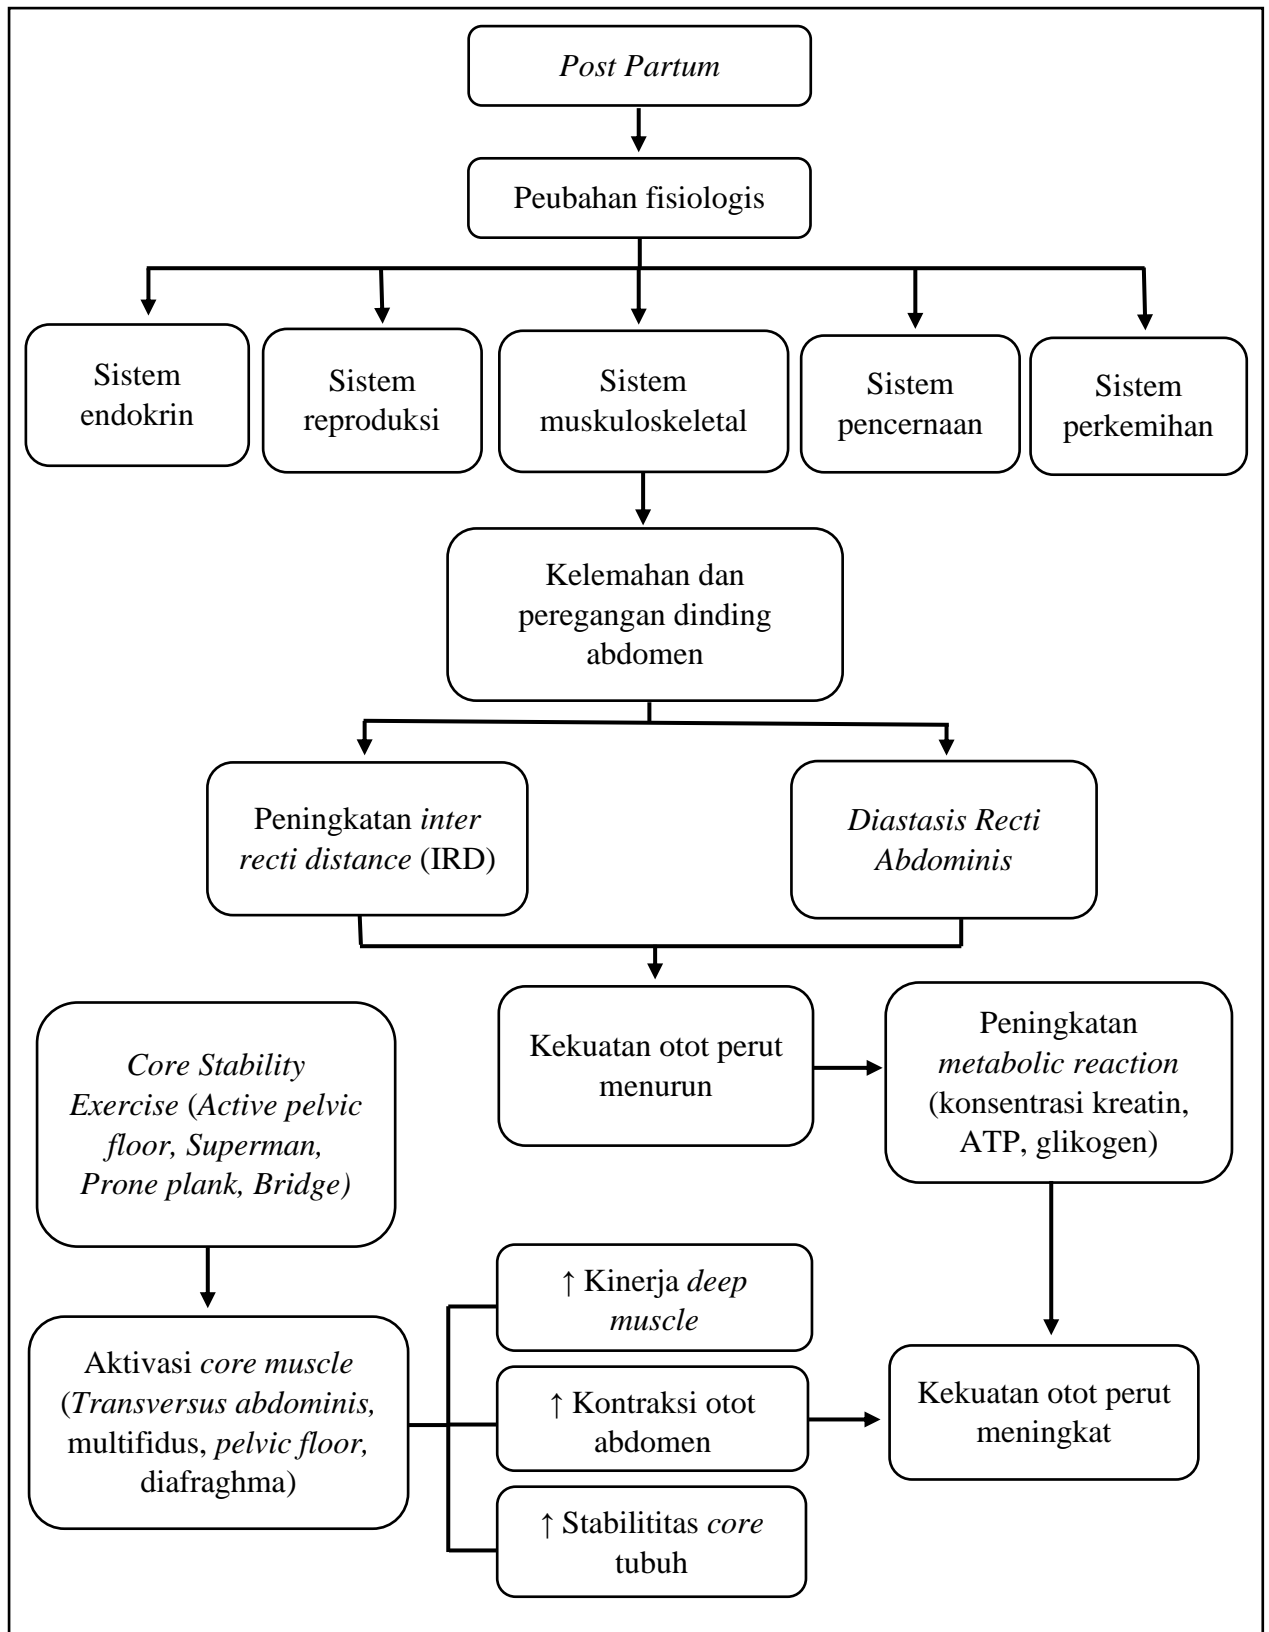 Post Partum
Peubahan fisiologis
Sistem
endokrin
Sistem
reproduksi
Sistem
muskuloskeletal
Sistem
pencernaan
Sistem
perkemihan
Kelemahan dan
peregangan dinding
abdomen
Peningkatan inter
recti distance (IRD)
Diastasis Recti
Abdominis
Kekuatan otot perut
menurun
Peningkatan
metabolic reaction
(konsentrasi kreatin,
ATP, glikogen)
Core Stability
Exercise (Active pelvic
floor, Superman,
Prone plank, Bridge)
Aktivasi core muscle
(Transversus abdominis,
multifidus, pelvic floor,
diafraghma)
↑ Kinerja deep
muscle
↑ Kontraksi otot
abdomen
↑ Stabilititas core
tubuh
Kekuatan otot perut
meningkat